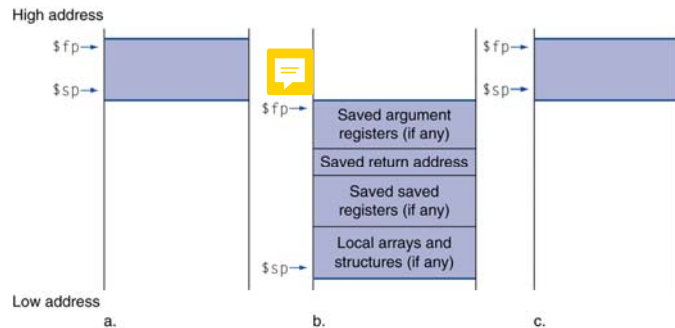 High address
$fp
$sp
$fp
Saved argument
registers (if any)
Saved return address
Saved saved
registers (if any)
Local arrays and
structures (if any)
$sp
$fp
$sp
Low address
a.
b.
c.